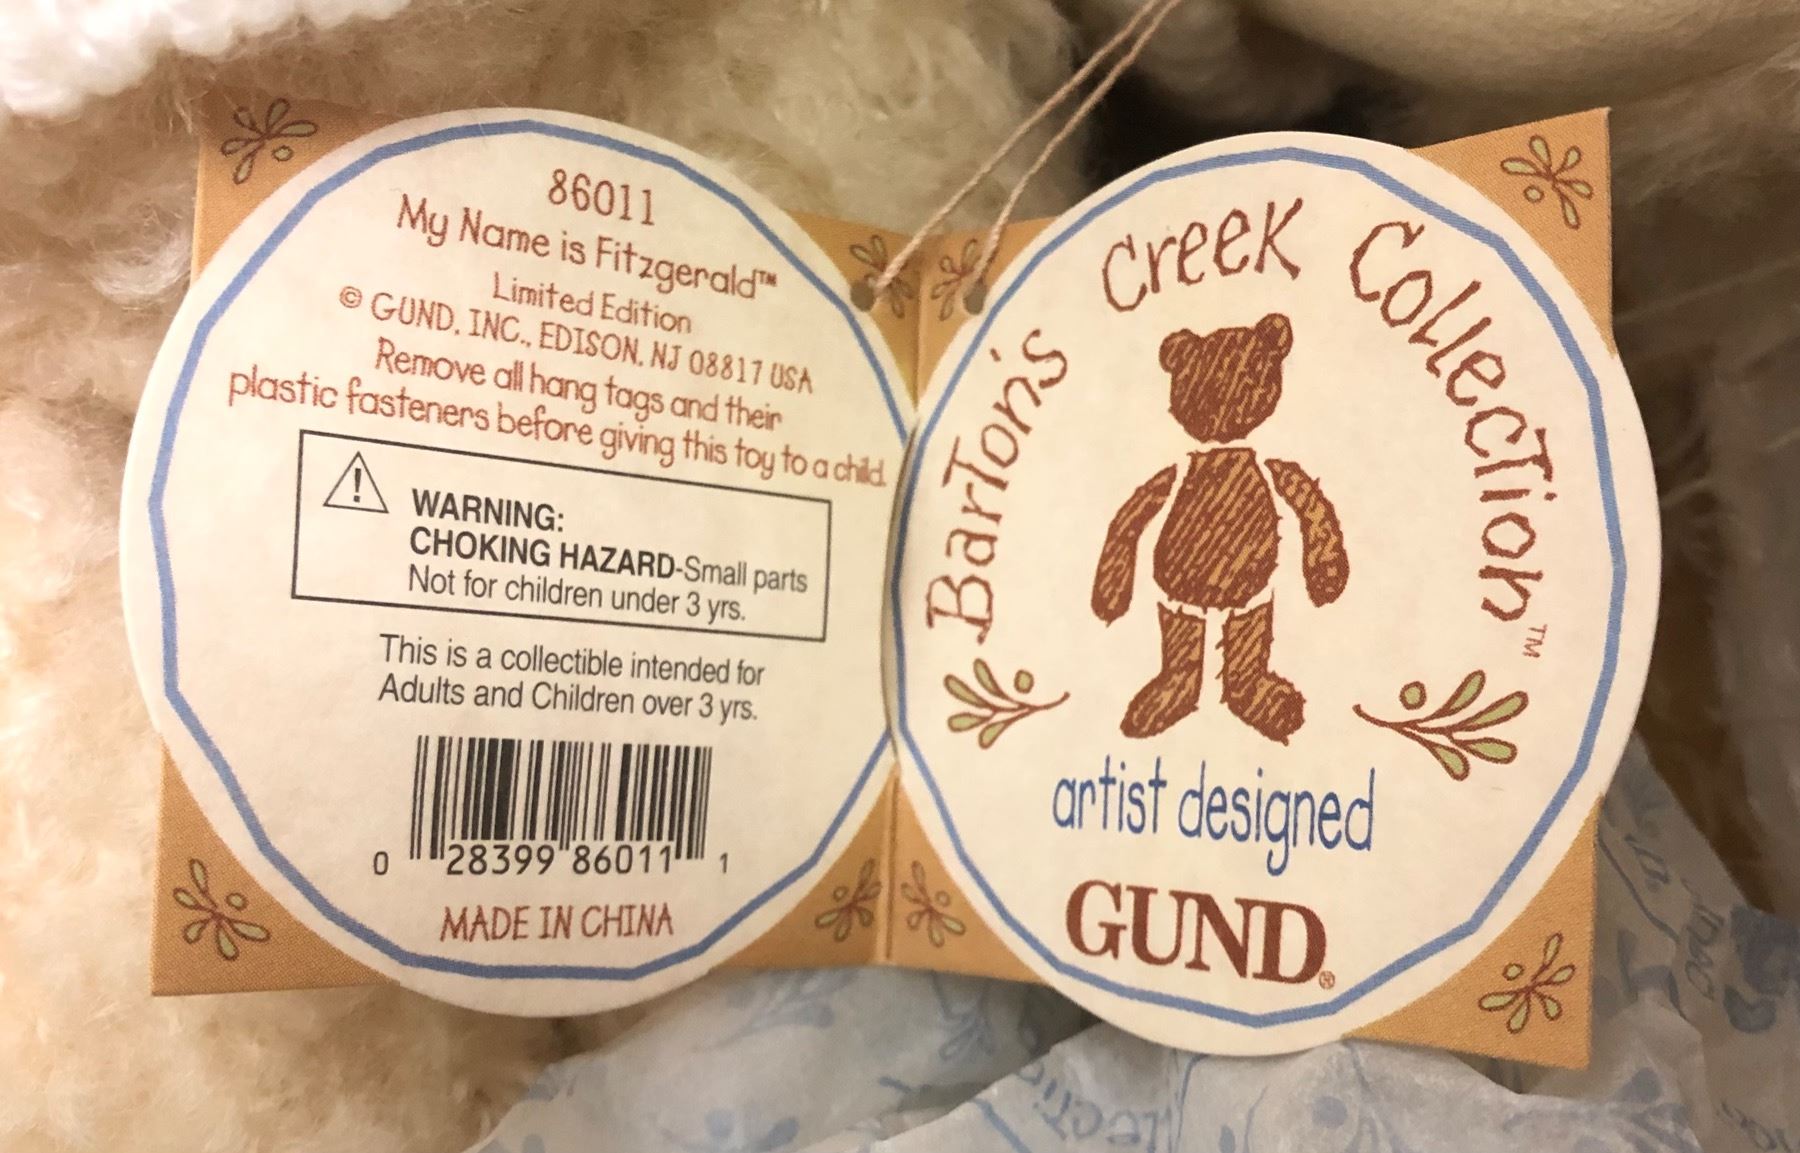 86011
My Name is Fitzgerald™
Limited Edition
© GUND, INC., EDISON, NJ 08817 USA
Remove all hang tags and their
plastic fasteners before giving this toy to a child.
WARNING:
CHOKING HAZARD-Small parts
Not for children under 3 yrs.
This is a collectible intended for
Adults and Children over 3 yrs.
0 28399 86011 1
MADE IN CHINA
Barton's Creek Collection™
artist designed
GUND®